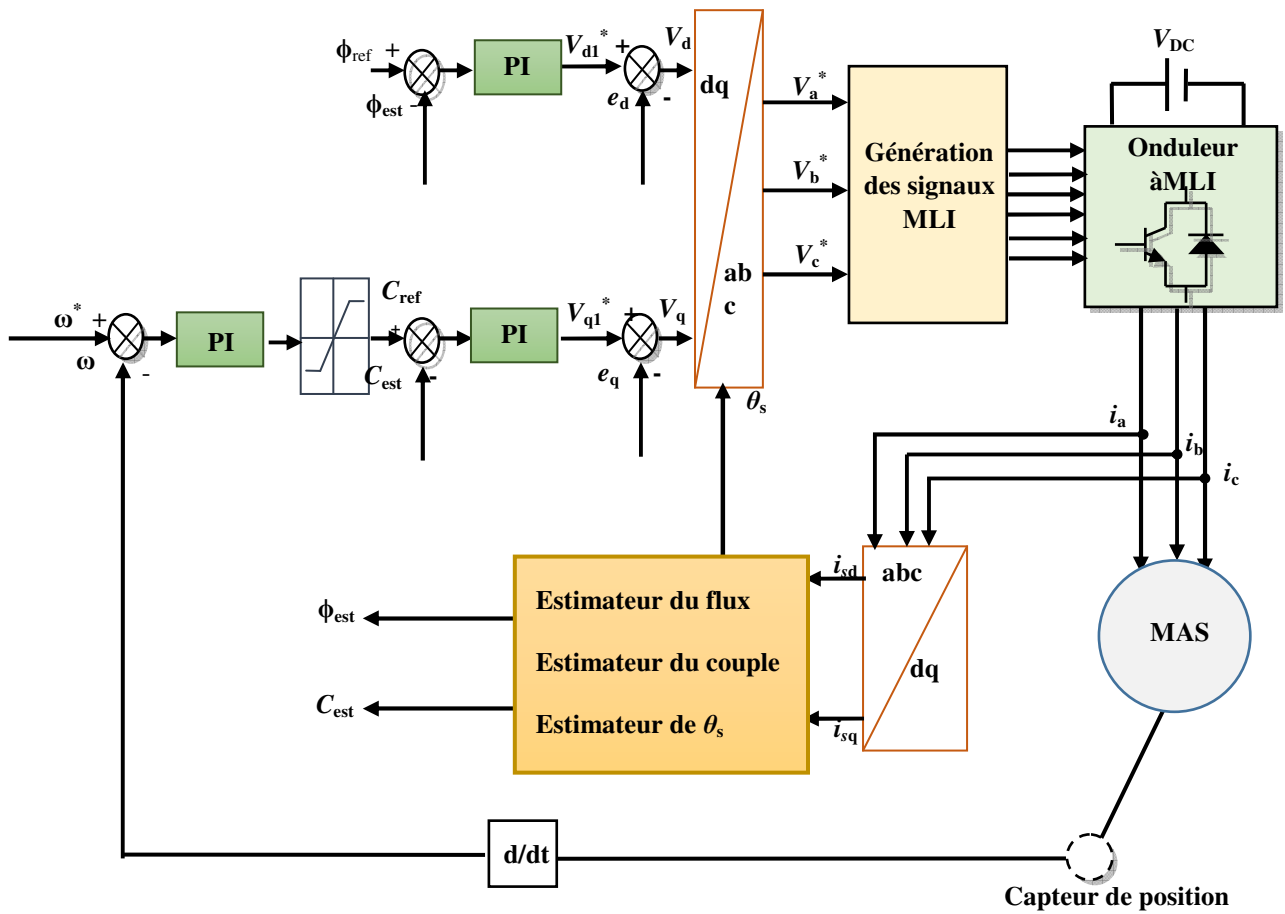 ϕref + PI Vd1* + Vd
ϕest - ed -
dq
ab
c
Va*
Vb*
Vc*
Génération
des signaux
MLI
VDC
Onduleur
àMLI
ω* +
ω -
PI
Cref
+
Cest -
PI
Vq1* + Vq
eq -
θs
ia
ib
ic
abc
dq
isd
isq
Estimateur du flux
Estimateur du couple
Estimateur de θs
ϕest
Cest
MAS
d/dt
Capteur de position